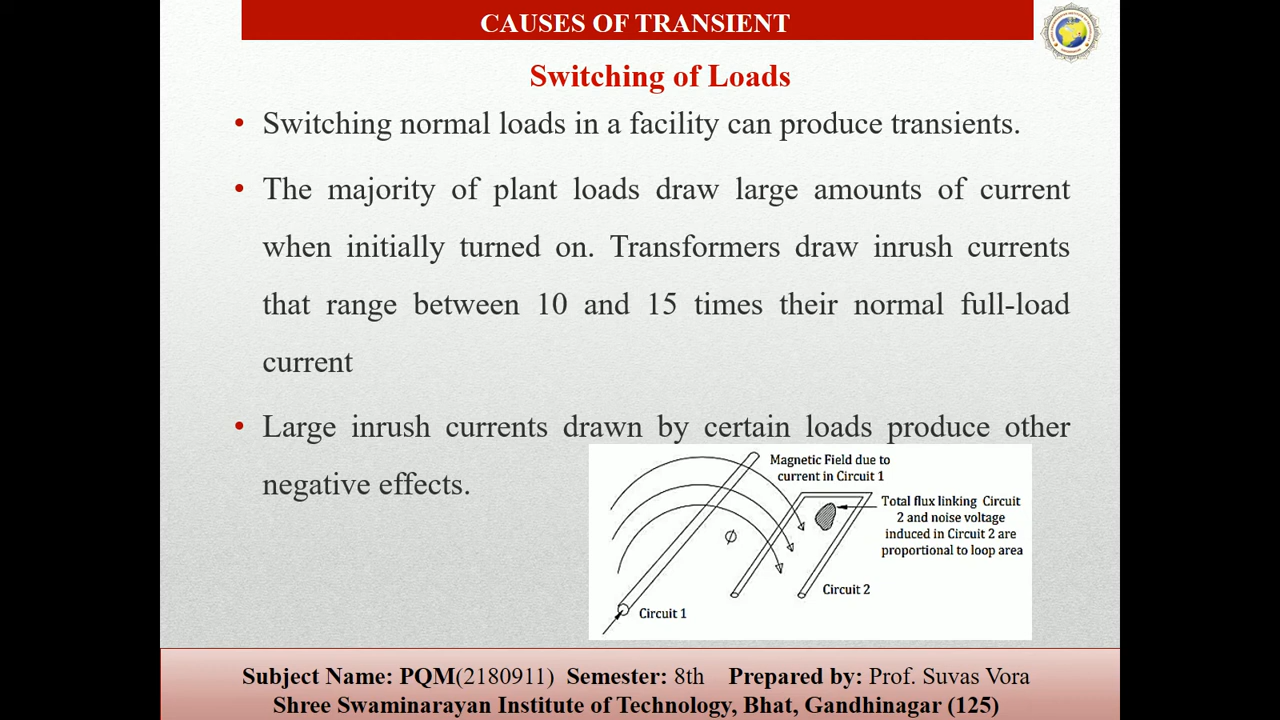 CAUSES OF TRANSIENT
Switching of Loads
• Switching normal loads in a facility can produce transients.
• The majority of plant loads draw large amounts of current
when initially turned on. Transformers draw inrush currents
that range between 10 and 15 times their normal full-load
current
• Large inrush currents drawn by certain loads produce other
negative effects.
Magnetic Field due to
current in Circuit 1
Total flux linking Circuit
2 and noise voltage
induced in Circuit 2 are
proportional to loop area
ϕ
Circuit 2
Circuit 1
Subject Name: PQM(2180911) Semester: 8th Prepared by: Prof. Suvas Vora
Shree Swaminarayan Institute of Technology, Bhat, Gandhinagar (125)